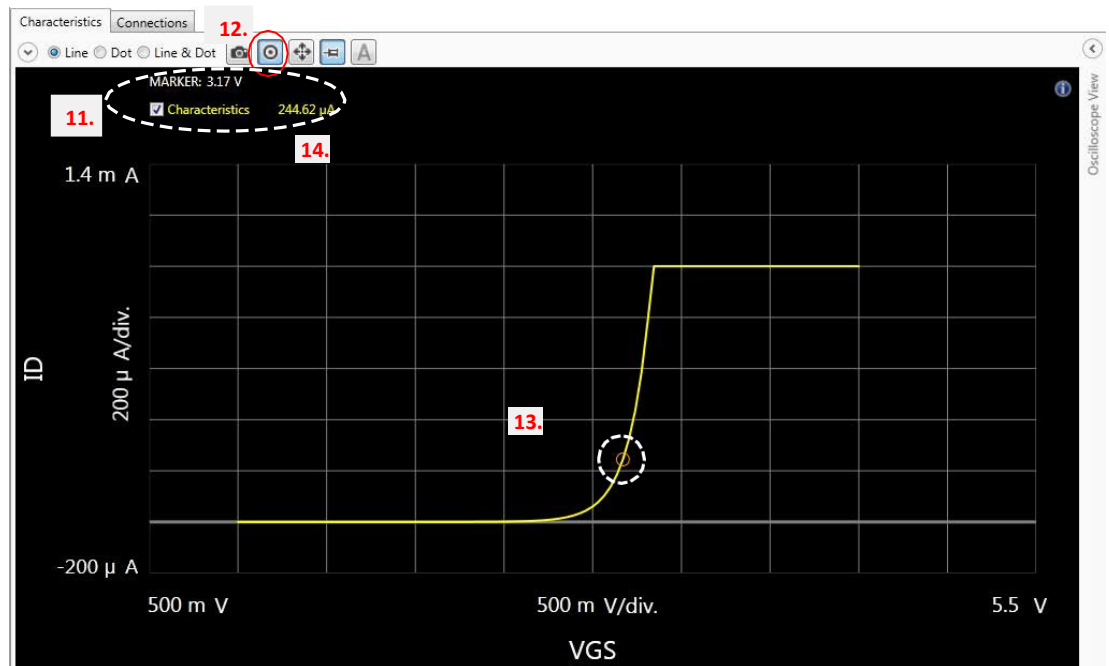 Characteristics Connections
12.
Line Dot Line & Dot A
MARKER: 3.17 V
Characteristics 244.62 µA
11.
14.
Oscilloscope View
1.4 m A
200 µ A/div.
ID
13.
-200 µ A
500 m V 500 m V/div. 5.5 V
VGS